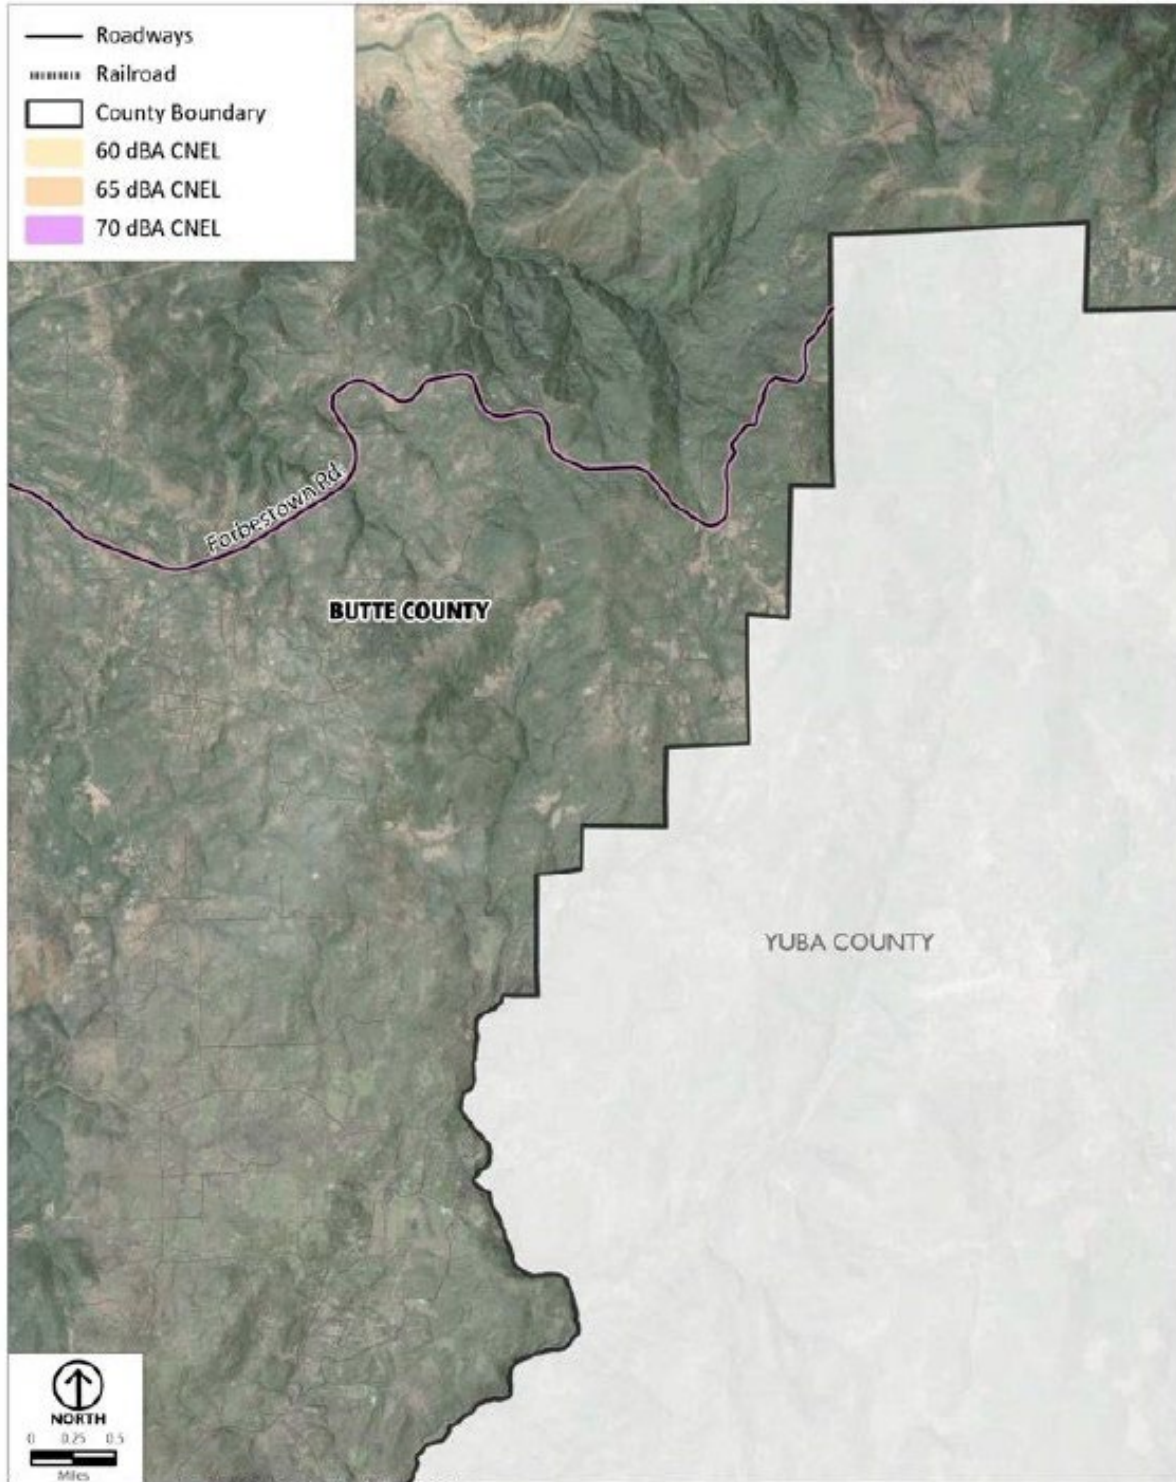 Roadways
Railroad
County Boundary
60 dBA CNEL
65 dBA CNEL
70 dBA CNEL
Forbestown Rd
BUTTE COUNTY
YUBA COUNTY
NORTH
0 0.25 0.5
Miles